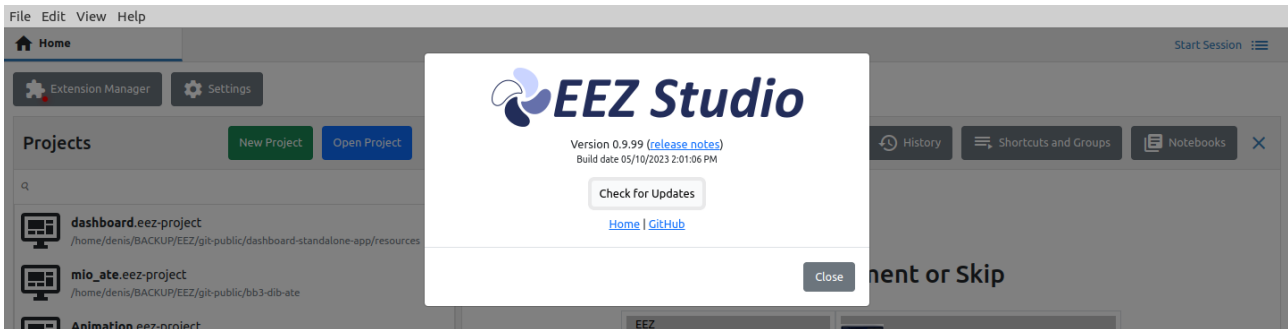 File Edit View Help
Home
Start Session
Extension Manager
Settings
EEZ Studio
Version 0.9.99 (release notes)
Build date 05/10/2023 2:01:06 PM
Check for Updates
Home | GitHub
Close
Projects
New Project
Open Project
History
Shortcuts and Groups
Notebooks
dashboard.eez-project
/home/denis/BACKUP/EEZ/git-public/dashboard-standalone-app/resources
mio_ate.eez-project
/home/denis/BACKUP/EEZ/git-public/bb3-dib-ate
Animation.eez-project
or Skip
EEZ